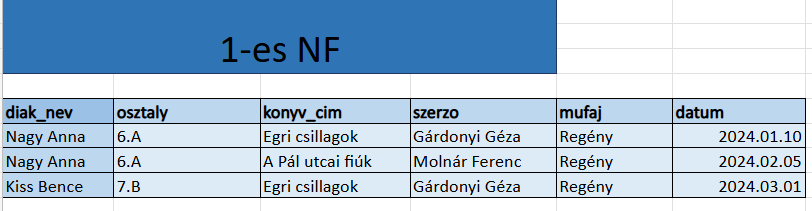 1-es NF
diak_nev osztaly konyv_cim szerzo mufaj datum
Nagy Anna 6.A Egri csillagok Gárdonyi Géza Regény 2024.01.10
Nagy Anna 6.A A Pál utcai fiúk Molnár Ferenc Regény 2024.02.05
Kiss Bence 7.B Egri csillagok Gárdonyi Géza Regény 2024.03.01